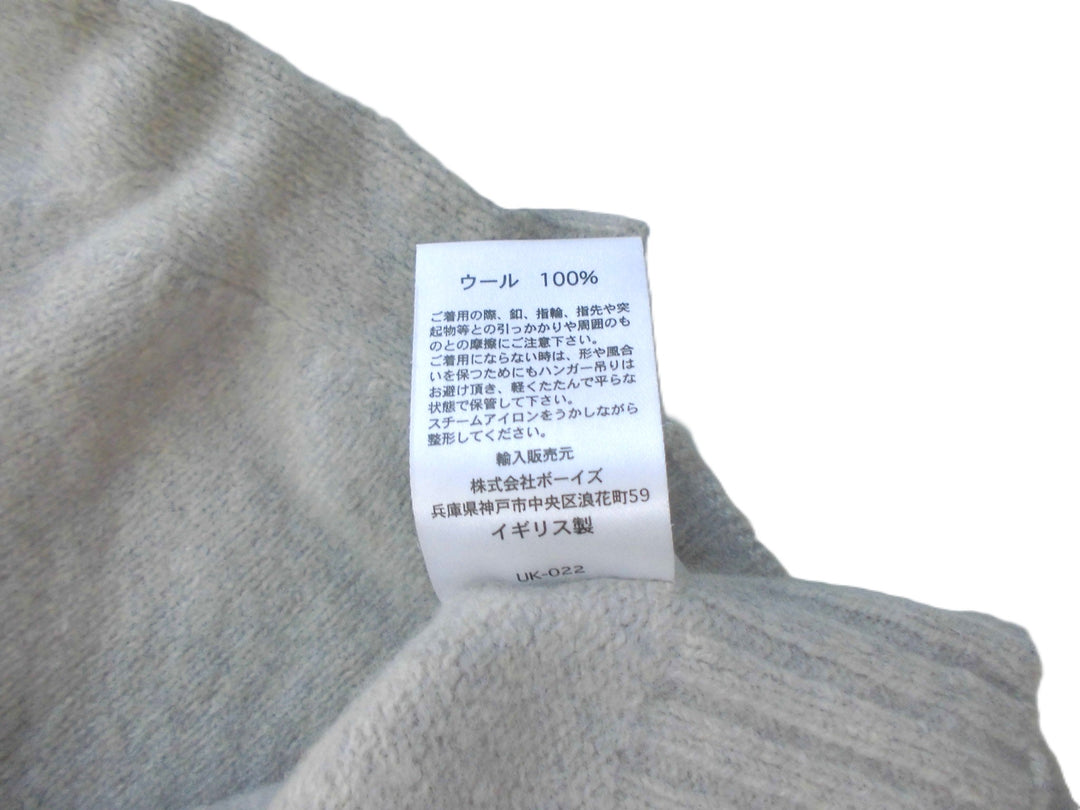 ウール 100%
ご着用の際、釦、指輪、指先や突
起物等との引っかかりや周囲のも
のとの摩擦にご注意下さい。
ご着用にならない時は、形や風合
いを保つためにもハンガー吊りは
お避け頂き、軽くたたんで平らな
状態で保管して下さい。
スチームアイロンをうかしながら
整形してください。
輸入販売元
株式会社ボーイズ
兵庫県神戸市中央区浪花町59
イギリス製
UK-022